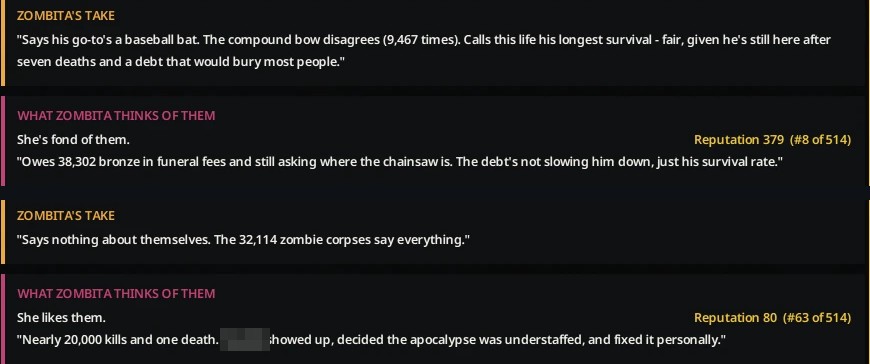 ZOMBITA'S TAKE
"Says his go-to's a baseball bat. The compound bow disagrees (9,467 times). Calls this life his longest survival - fair, given he's still here after
seven deaths and a debt that would bury most people."
WHAT ZOMBITA THINKS OF THEM
She's fond of them.
Reputation 379 (#8 of 514)
"Owes 38,302 bronze in funeral fees and still asking where the chainsaw is. The debt's not slowing him down, just his survival rate."
ZOMBITA'S TAKE
"Says nothing about themselves. The 32,114 zombie corpses say everything."
WHAT ZOMBITA THINKS OF THEM
She likes them.
Reputation 80 (#63 of 514)
"Nearly 20,000 kills and one death. showed up, decided the apocalypse was understaffed, and fixed it personally."